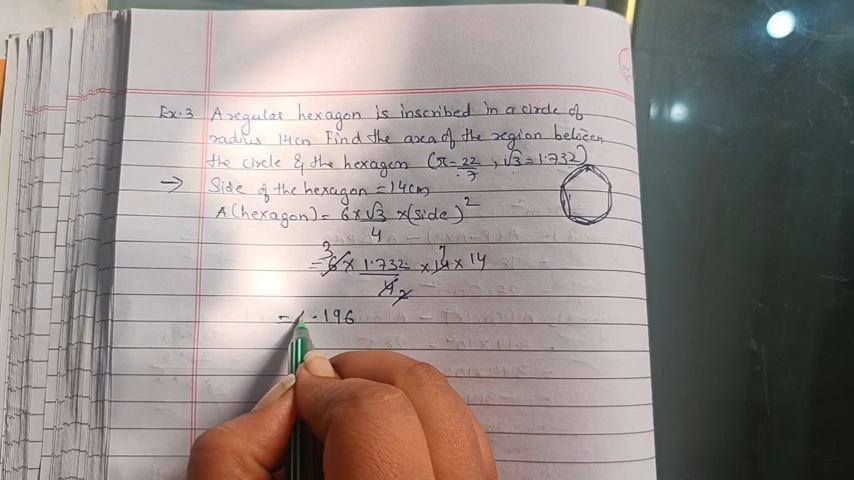 Ex.3 A regular hexagon is inscribed in a circle of
radius 14cm Find the area of the region between
the circle & the hexagon (π=22/7, √3=1.732)
→ Side of the hexagon = 14cm
A(hexagon) = 6×√3/4 ×(side)²
= 6 3 × 1.732/4 2 ×14 7 × 14
= .196